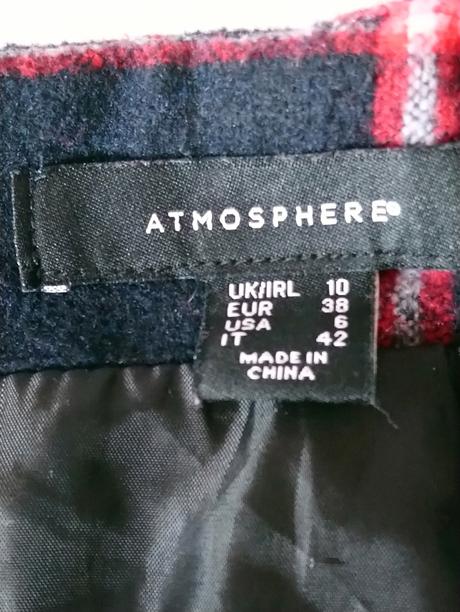 ATMOSPHERE®
UK/IRL 10
EUR 38
USA 6
IT 42
MADE IN
CHINA